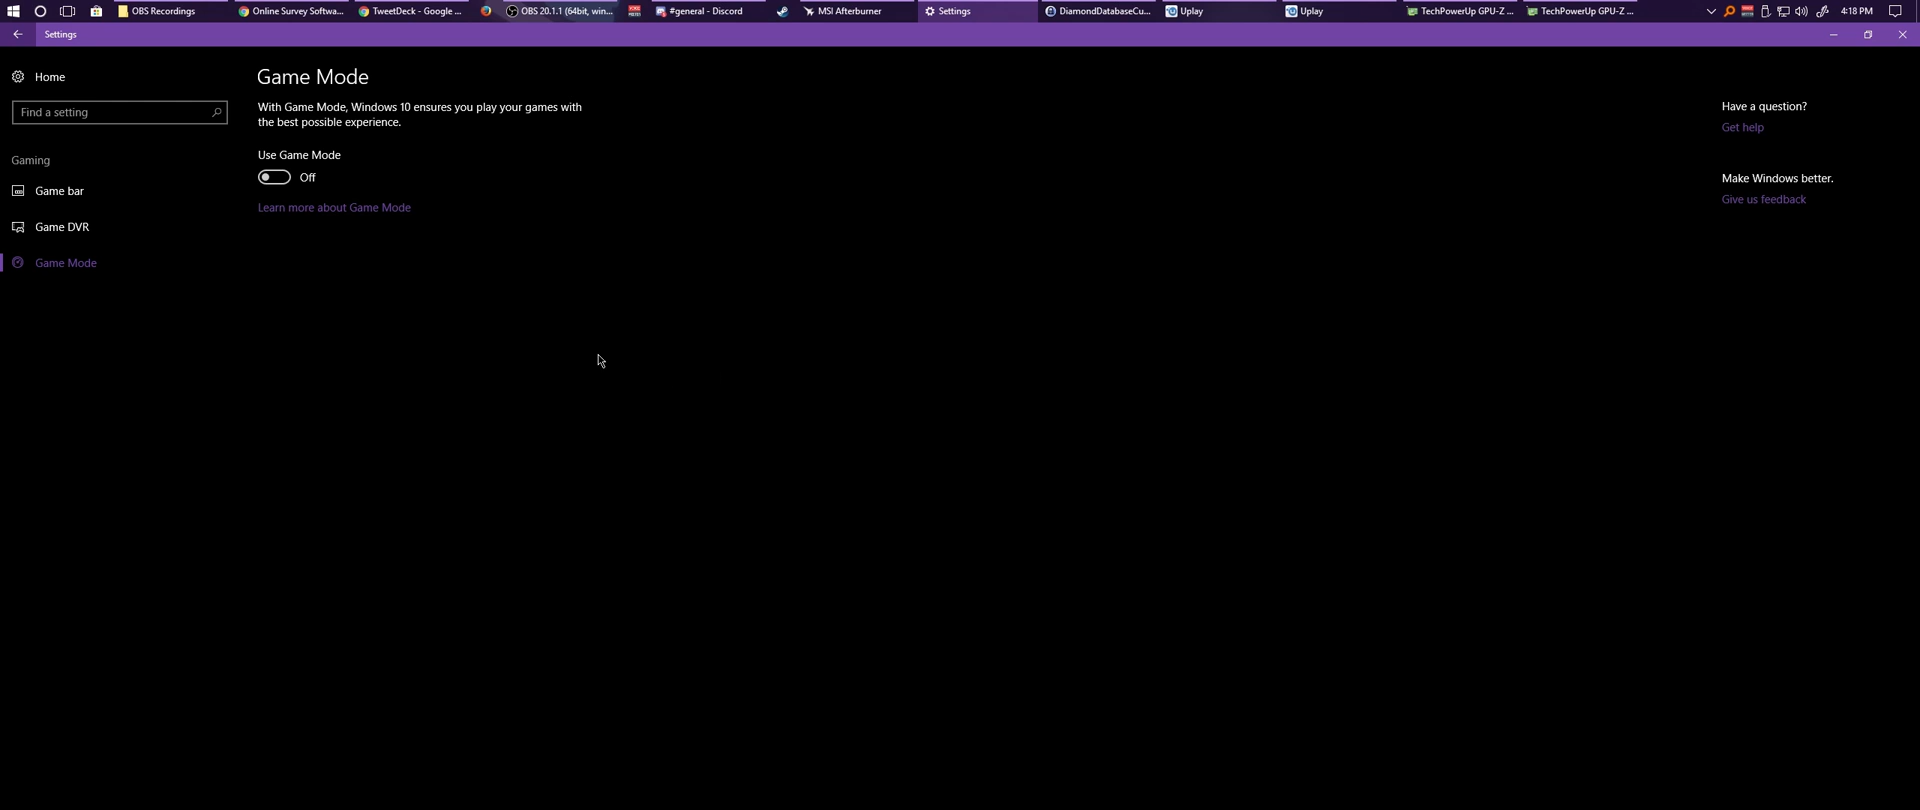 OBS Recordings
Online Survey Softwa...
TweetDeck - Google ...
OBS 20.1.1 (64bit, win...
#general - Discord
MSI Afterburner
Settings
DiamondDatabaseCu...
Uplay
Uplay
TechPowerUp GPU-Z ...
TechPowerUp GPU-Z ...
4:18 PM
Settings
Home
Find a setting
Gaming
Game bar
Game DVR
Game Mode
Game Mode
With Game Mode, Windows 10 ensures you play your games with
the best possible experience.
Use Game Mode
Off
Learn more about Game Mode
Have a question?
Get help
Make Windows better.
Give us feedback